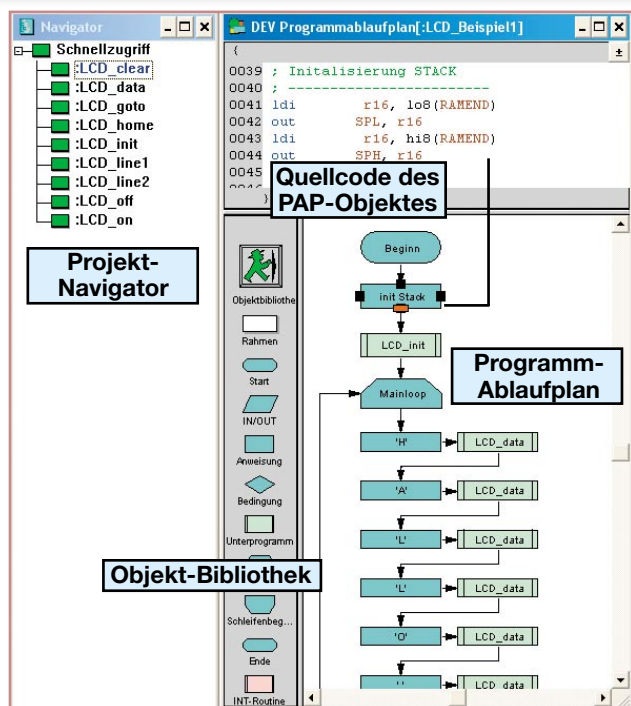 Navigator
Schnellzugriff
:LCD_clear
:LCD_data
:LCD_goto
:LCD_home
:LCD_init
:LCD_line1
:LCD_line2
:LCD_off
:LCD_on
Projekt-
Navigator
DEV Programmablaufplan[:LCD_Beispiel1]
{
0039 ; Initalisierung STACK
0040 ; -------------------------
0041 ldi r16, lo8(RAMEND)
0042 out SPL, r16
0043 ldi r16, hi8(RAMEND)
0044 out SPH, r16
0045
}
Quellcode des
PAP-Objektes
Objektbibliothe
Rahmen
Start
IN/OUT
Anweisung
Bedingung
Unterprogramm
Objekt-Bibliothek
Schleifenbeg...
Ende
INT-Routine
Beginn
init Stack
LCD_init
Programm-
Ablaufplan
Mainloop
'H' LCD_data
'A' LCD_data
'L' LCD_data
'L' LCD_data
'O' LCD_data
LCD_data